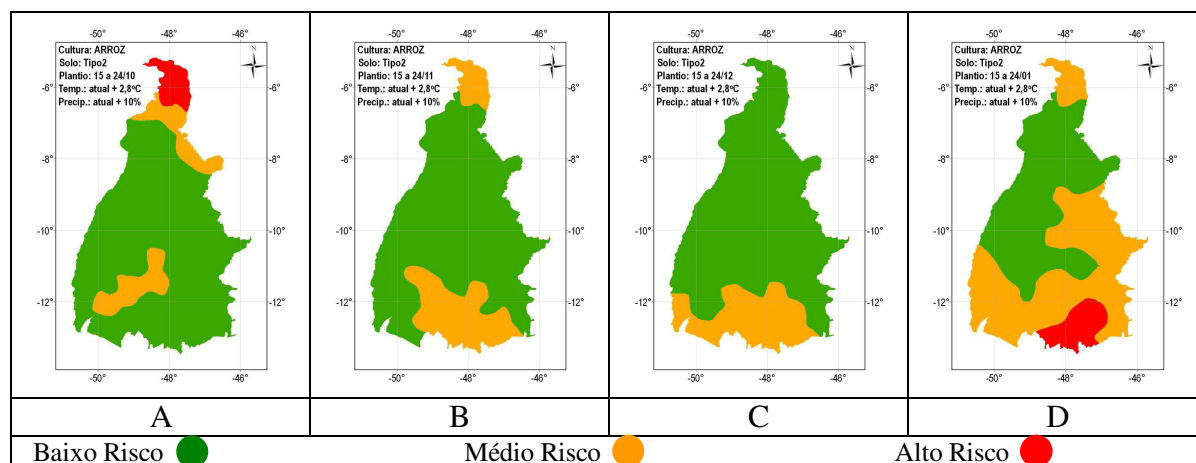 -50° -48° -46°
Cultura: ARROZ
Solo: Tipo2
Plantio: 15 a 24/10
Temp.: atual + 2,8ºC
Precip.: atual + 10%
N
-6° -6°
-8° -8°
-10° -10°
-12° -12°
-50° -48° -46°
-50° -48° -46°
Cultura: ARROZ
Solo: Tipo2
Plantio: 15 a 24/11
Temp.: atual + 2,8ºC
Precip.: atual + 10%
N
-6° -6°
-8° -8°
-10° -10°
-12° -12°
-50° -48° -46°
-50° -48° -46°
Cultura: ARROZ
Solo: Tipo2
Plantio: 15 a 24/12
Temp.: atual + 2,8ºC
Precip.: atual + 10%
N
-6° -6°
-8° -8°
-10° -10°
-12° -12°
-50° -48° -46°
-50° -48° -46°
Cultura: ARROZ
Solo: Tipo2
Plantio: 15 a 24/01
Temp.: atual + 2,8ºC
Precip.: atual + 10%
N
-6° -6°
-8° -8°
-10° -10°
-12° -12°
-50° -48° -46°
A B C D
Baixo Risco Médio Risco Alto Risco